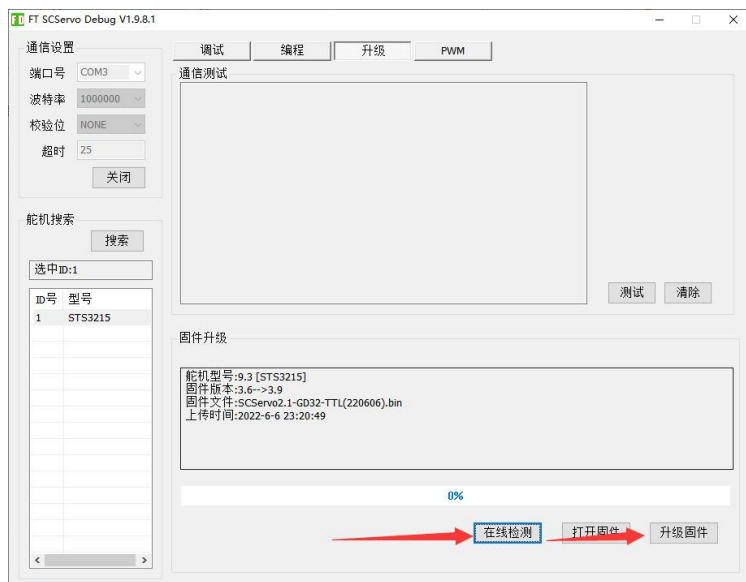 FD FT SCServo Debug V1.9.8.1
通信设置
端口号 COM3
波特率 1000000
校验位 NONE
超时 25
关闭
舵机搜索
搜索
选中ID:1
ID号 型号
1 STS3215
调试 编程 升级 PWM
通信测试
测试 清除
固件升级
舵机型号:9.3 [STS3215]
固件版本:3.6-->3.9
固件文件:SCServo2.1-GD32-TTL(220606).bin
上传时间:2022-6-6 23:20:49
0%
在线检测 打开固件 升级固件